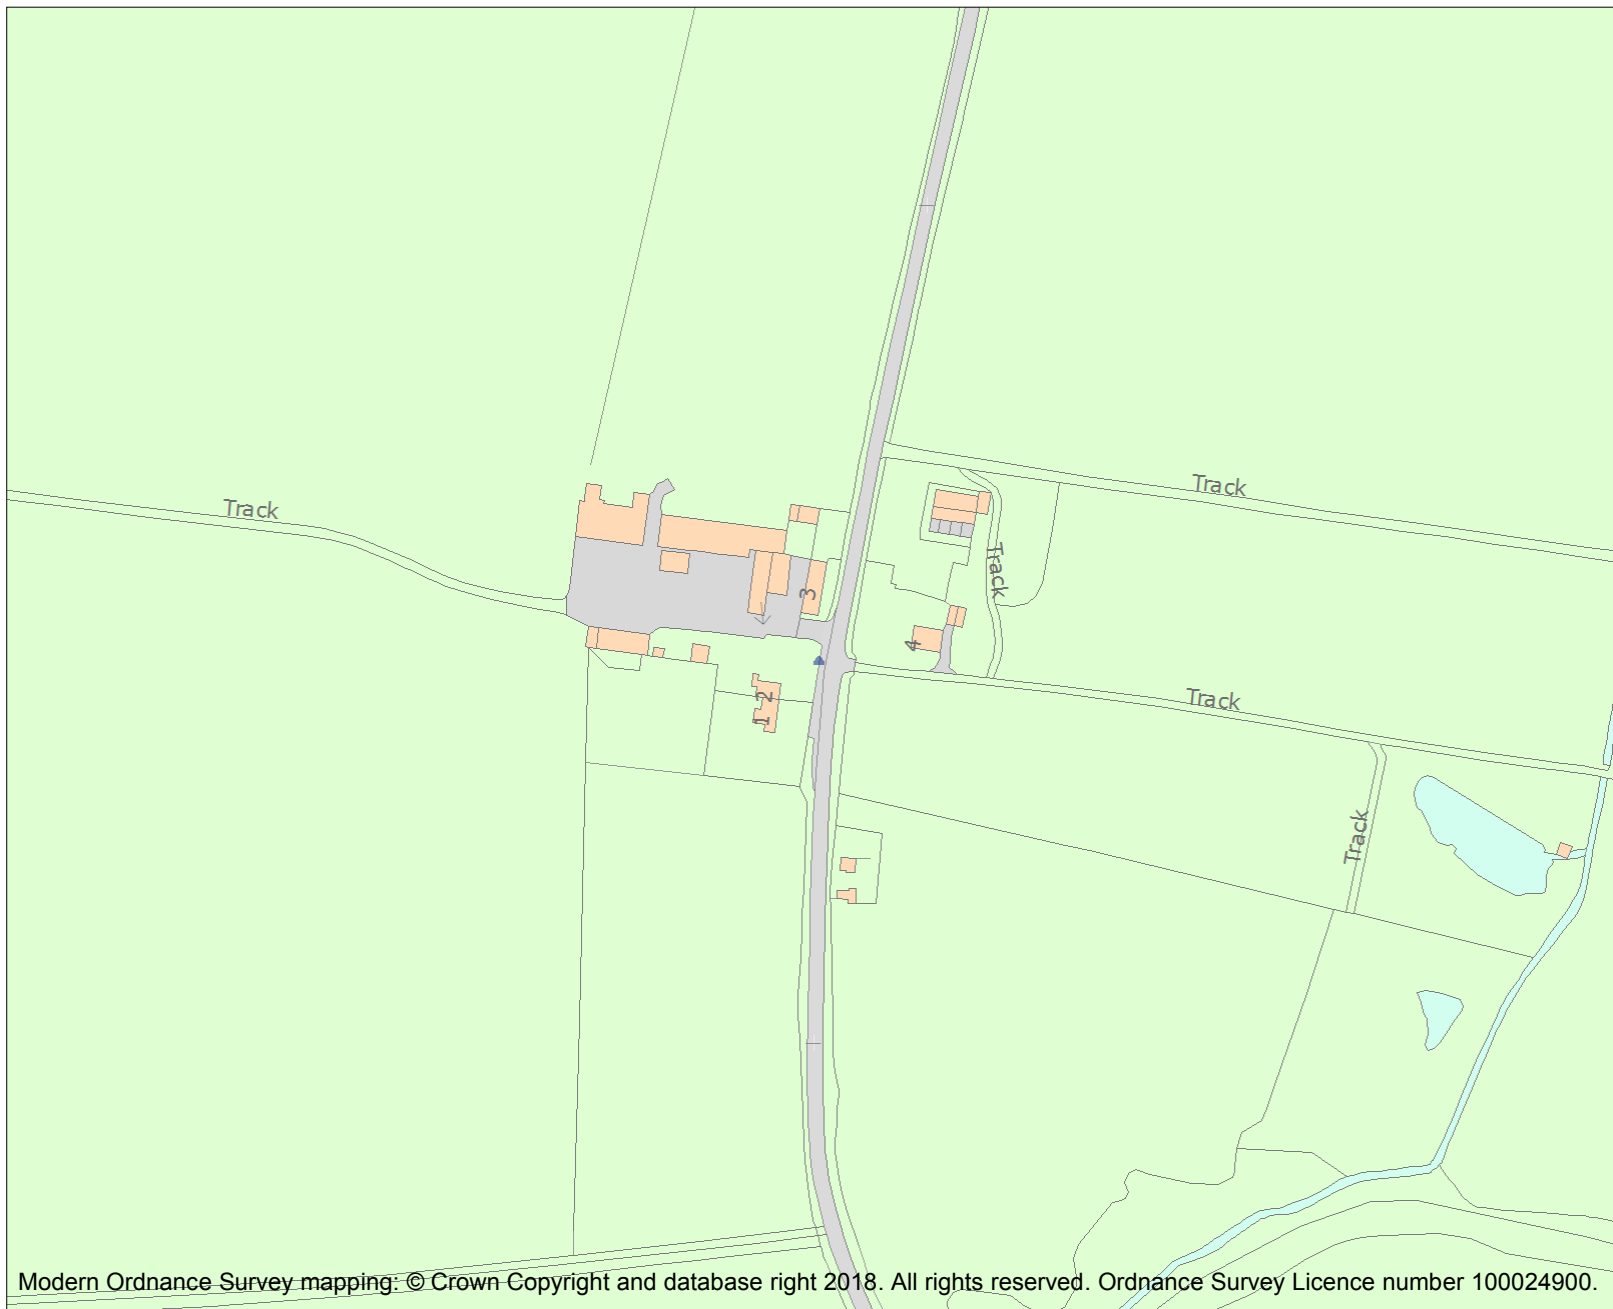 Track
Track
Track
3
4
Track
2
1
Track
Modern Ordnance Survey mapping: © Crown Copyright and database right 2018. All rights reserved. Ordnance Survey Licence number 100024900.